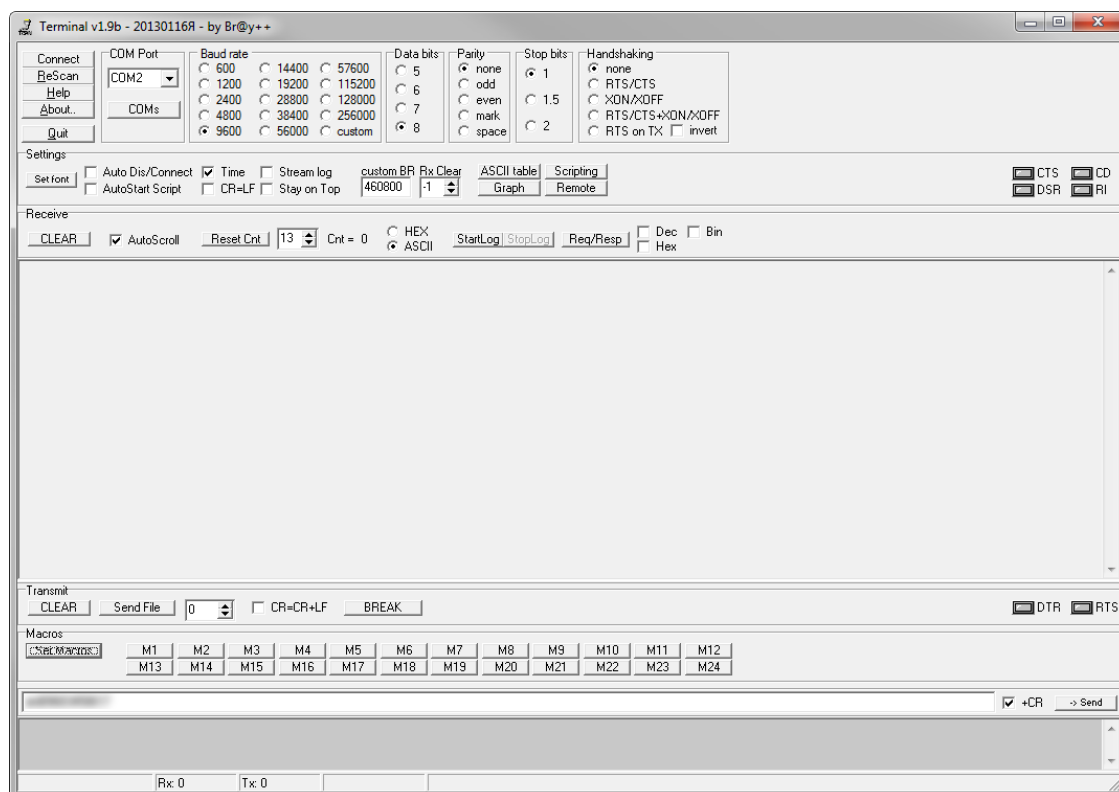 Terminal v1.9b - 20130116Я - by Br@y++
Connect
ReScan
Help
About..
Quit
COM Port
COM2
COMs
Baud rate
600 14400 57600
1200 19200 115200
2400 28800 128000
4800 38400 256000
9600 56000 custom
Data bits
5
6
7
8
Parity
none
odd
even
mark
space
Stop bits
1
1.5
2
Handshaking
none
RTS/CTS
XON/XOFF
RTS/CTS+XON/XOFF
RTS on TX invert
Settings
Set font
Auto Dis/Connect Time Stream log
AutoStart Script CR=LF Stay on Top
custom BR Rx Clear
460800 -1
ASCII table Scripting
Graph Remote
CTS CD
DSR RI
Receive
CLEAR AutoScroll Reset Cnt 13 Cnt = 0
HEX
ASCII
StartLog StopLog Req/Resp
Dec Bin
Hex
Transmit
CLEAR Send File 0 CR=CR+LF BREAK DTR RTS
Macros
Set Macros
M1 M2 M3 M4 M5 M6 M7 M8 M9 M10 M11 M12
M13 M14 M15 M16 M17 M18 M19 M20 M21 M22 M23 M24
+CR -> Send
Rx: 0 Tx: 0